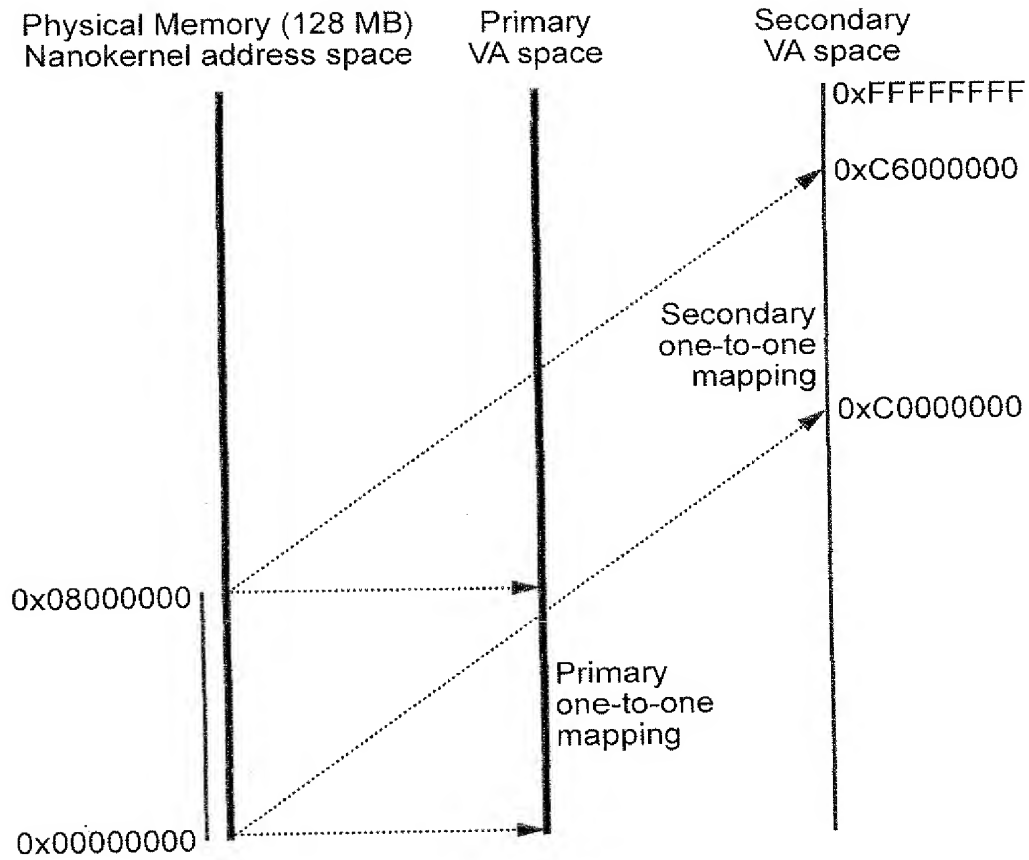 Physical Memory (128 MB)
Nanokernel address space
Primary
VA space
Secondary
VA space
0xFFFFFFFF
0xC6000000
Secondary
one-to-one
mapping
0xC0000000
0x08000000
Primary
one-to-one
mapping
0x00000000